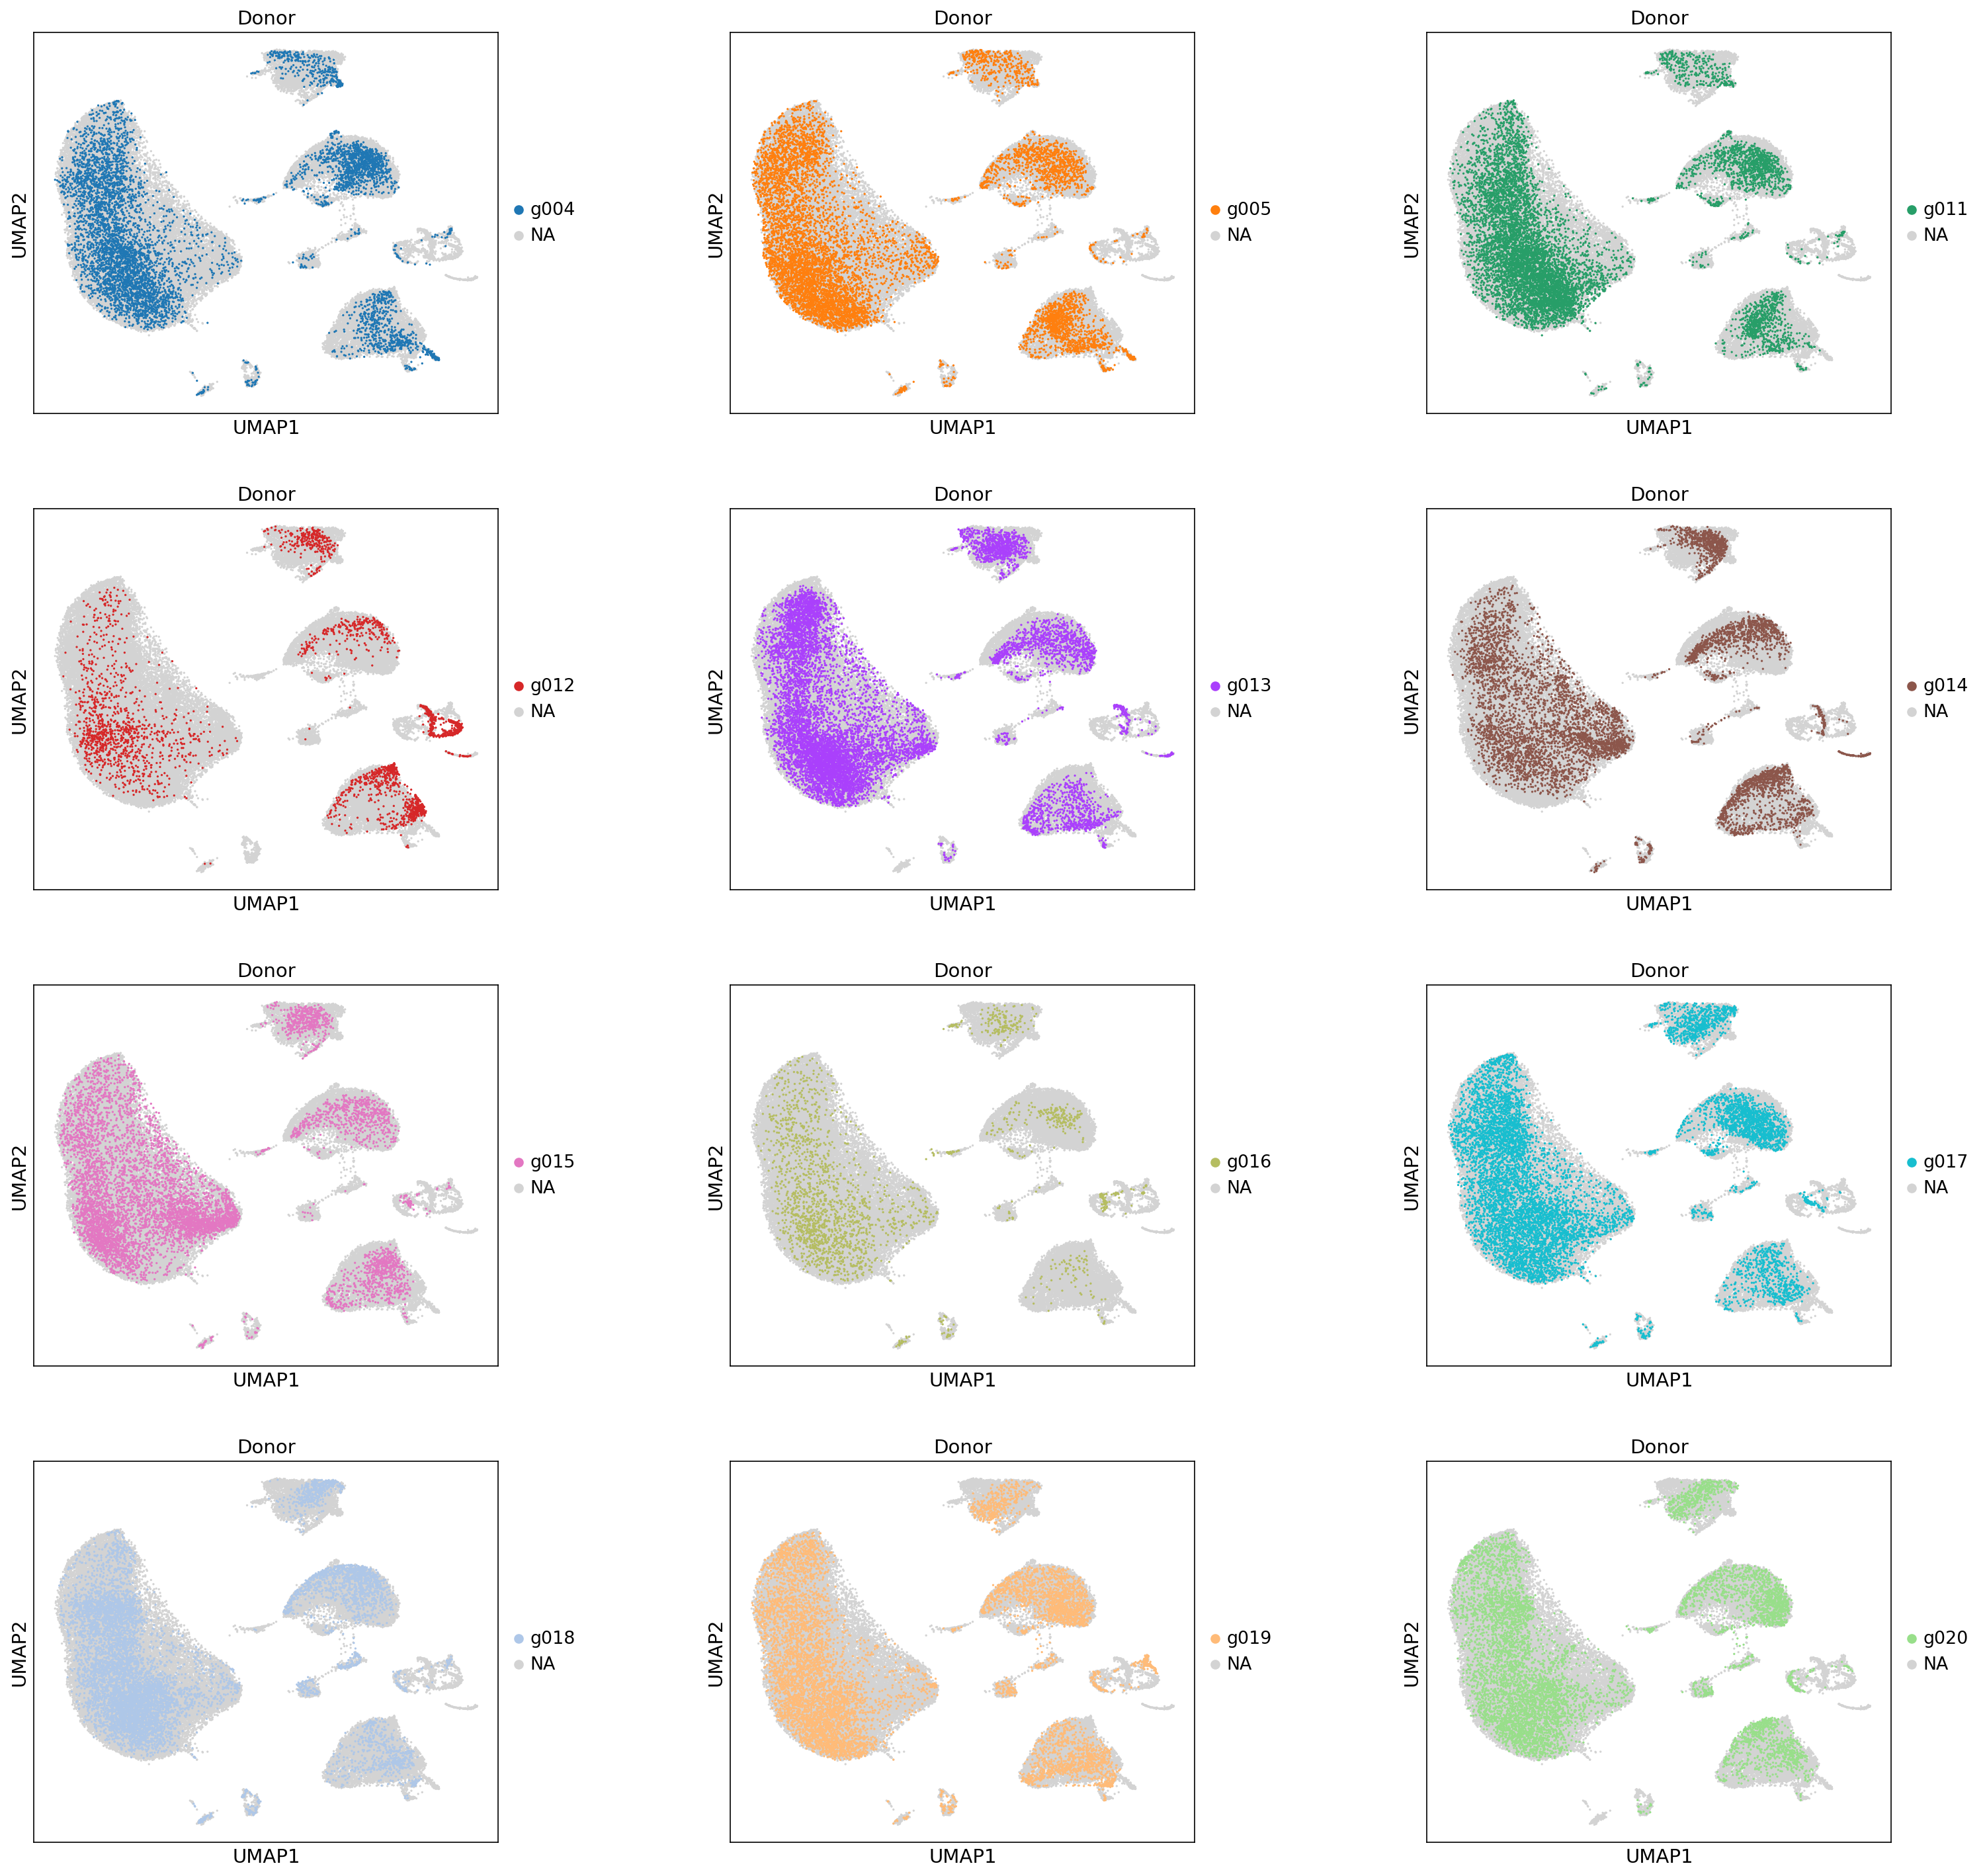 Donor
UMAP2
g004
NA
UMAP1
Donor
UMAP2
g005
NA
UMAP1
Donor
UMAP2
g011
NA
UMAP1
Donor
UMAP2
g012
NA
UMAP1
Donor
UMAP2
g013
NA
UMAP1
Donor
UMAP2
g014
NA
UMAP1
Donor
UMAP2
g015
NA
UMAP1
Donor
UMAP2
g016
NA
UMAP1
Donor
UMAP2
g017
NA
UMAP1
Donor
UMAP2
g018
NA
UMAP1
Donor
UMAP2
g019
NA
UMAP1
Donor
UMAP2
g020
NA
UMAP1